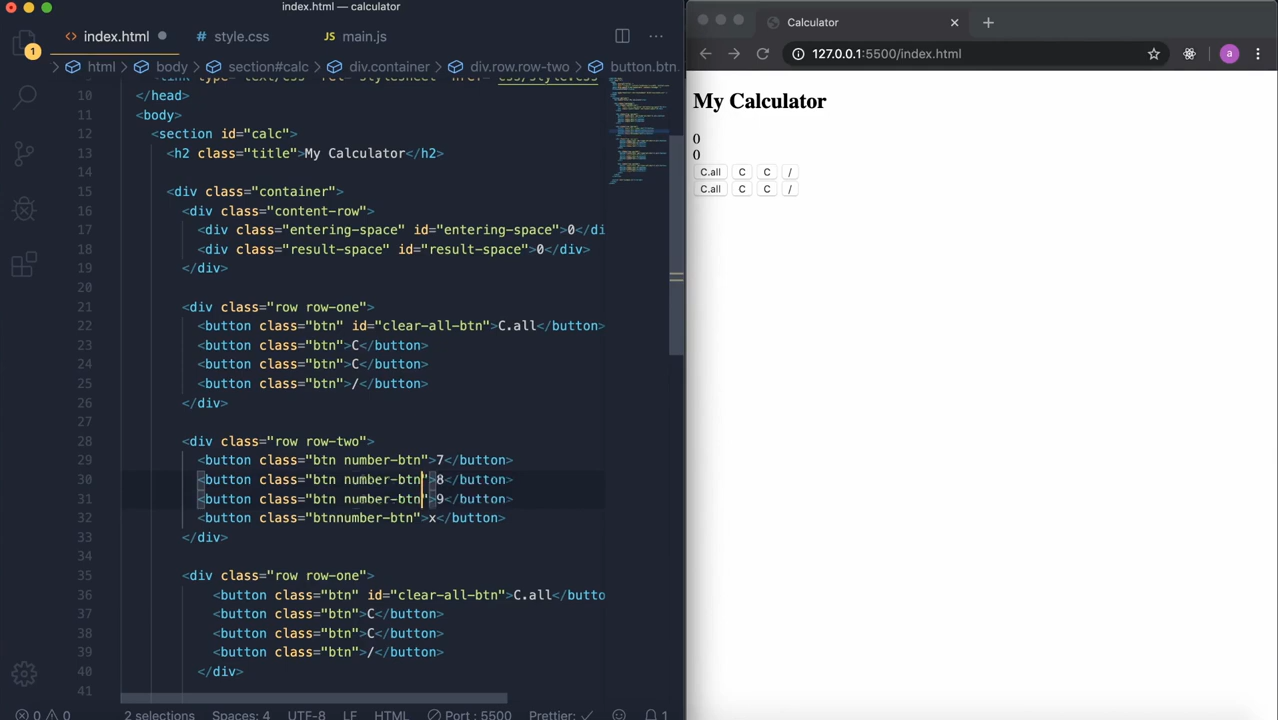 index.html — calculator
index.html
style.css
main.js
html
body
section#calc
div.container
div.row.row-two
button.btn.
1
10 </head>
11 <body>
12 <section id="calc">
13 <h2 class="title">My Calculator</h2>
14
15 <div class="container">
16 <div class="content-row">
17 <div class="entering-space" id="entering-space">0</di
18 <div class="result-space" id="result-space">0</div>
19 </div>
20
21 <div class="row row-one">
22 <button class="btn" id="clear-all-btn">C.all</button>
23 <button class="btn">C</button>
24 <button class="btn">C</button>
25 <button class="btn">/</button>
26 </div>
27
28 <div class="row row-two">
29 <button class="btn number-btn">7</button>
30 <button class="btn number-btn">8</button>
31 <button class="btn number-btn">9</button>
32 <button class="btnnumber-btn">x</button>
33 </div>
34
35 <div class="row row-one">
36 <button class="btn" id="clear-all-btn">C.all</butto
37 <button class="btn">C</button>
38 <button class="btn">C</button>
39 <button class="btn">/</button>
40 </div>
41
0 0 2 selections Spaces: 4 UTF-8 LF HTML Port : 5500 Prettier: ✓ 1
Calculator
127.0.0.1:5500/index.html
a
My Calculator
0
0
C.all C C /
C.all C C /